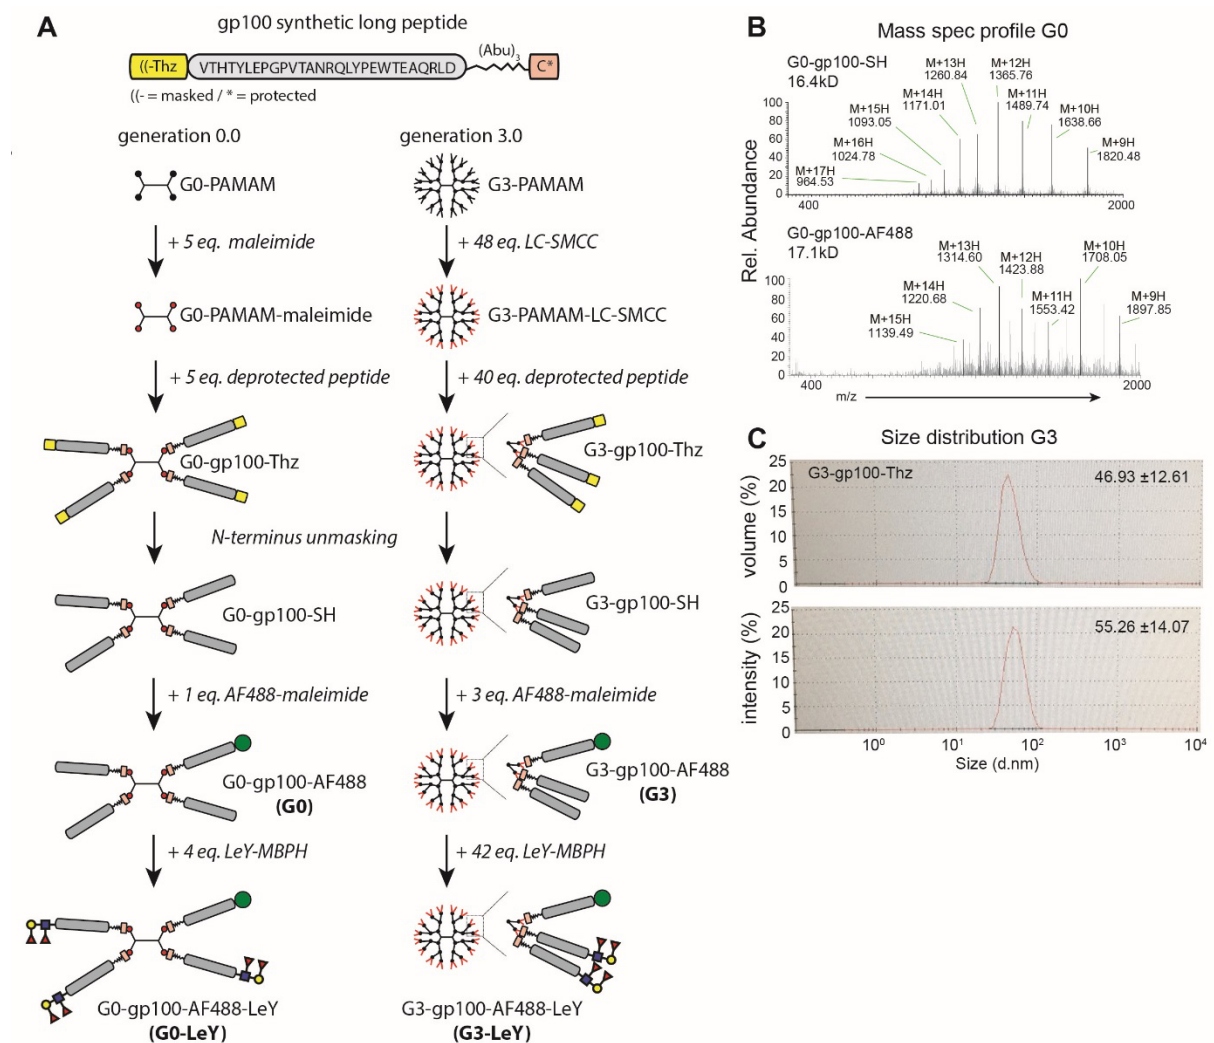 A
gp100 synthetic long peptide
((-Thz
VTHTYLEPGPVTANRQLYPEWTEAQRLD
(Abu)3
C*
((- = masked / * = protected
generation 0.0
generation 3.0
G0-PAMAM
G3-PAMAM
+ 5 eq. maleimide
+ 48 eq. LC-SMCC
G0-PAMAM-maleimide
G3-PAMAM-LC-SMCC
+ 5 eq. deprotected peptide
+ 40 eq. deprotected peptide
G0-gp100-Thz
G3-gp100-Thz
N-terminus unmasking
G0-gp100-SH
G3-gp100-SH
+ 1 eq. AF488-maleimide
+ 3 eq. AF488-maleimide
G0-gp100-AF488
(G0)
G3-gp100-AF488
(G3)
+ 4 eq. LeY-MBPH
+ 42 eq. LeY-MBPH
G0-gp100-AF488-LeY
(G0-LeY)
G3-gp100-AF488-LeY
(G3-LeY)
B
Mass spec profile G0
G0-gp100-SH
16.4kD
M+17H
964.53
M+16H
1024.78
M+15H
1093.05
M+14H
1171.01
M+13H
1260.84
M+12H
1365.76
M+11H
1489.74
M+10H
1638.66
M+9H
1820.48
100
80
60
40
20
0
400
2000
Rel. Abundance
G0-gp100-AF488
17.1kD
M+15H
1139.49
M+14H
1220.68
M+13H
1314.60
M+12H
1423.88
M+11H
1553.42
M+10H
1708.05
M+9H
1897.85
100
80
60
40
20
0
400
2000
m/z
C
Size distribution G3
G3-gp100-Thz
46.93 ±12.61
volume (%)
25
20
15
10
5
0
55.26 ±14.07
intensity (%)
25
20
15
10
5
0
10⁰
10¹
10²
10³
10⁴
Size (d.nm)